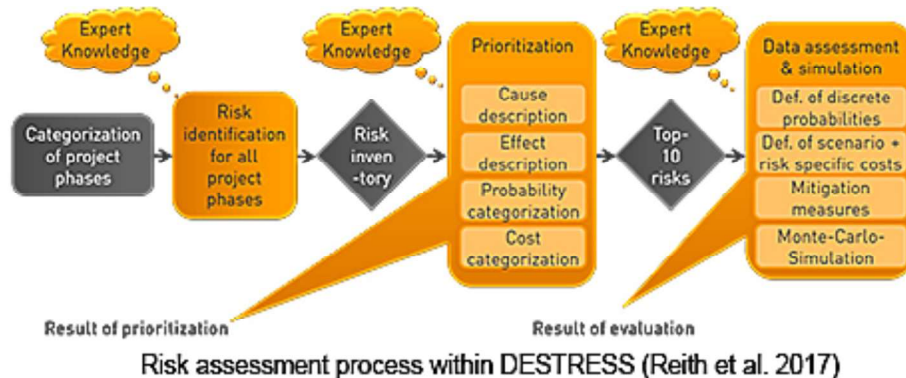 Expert
Knowledge
Categorization
of project
phases
Risk
identification
for all
project
phases
Expert
Knowledge
Risk
inven
-tory
Prioritization
Cause
description
Effect
description
Probability
categorization
Cost
categorization
Expert
Knowledge
Top-
10
risks
Data assessment
& simulation
Def. of discrete
probabilities
Def. of scenario +
risk specific costs
Mitigation
measures
Monte-Carlo-
Simulation
Result of prioritization
Result of evaluation
Risk assessment process within DESTRESS (Reith et al. 2017)